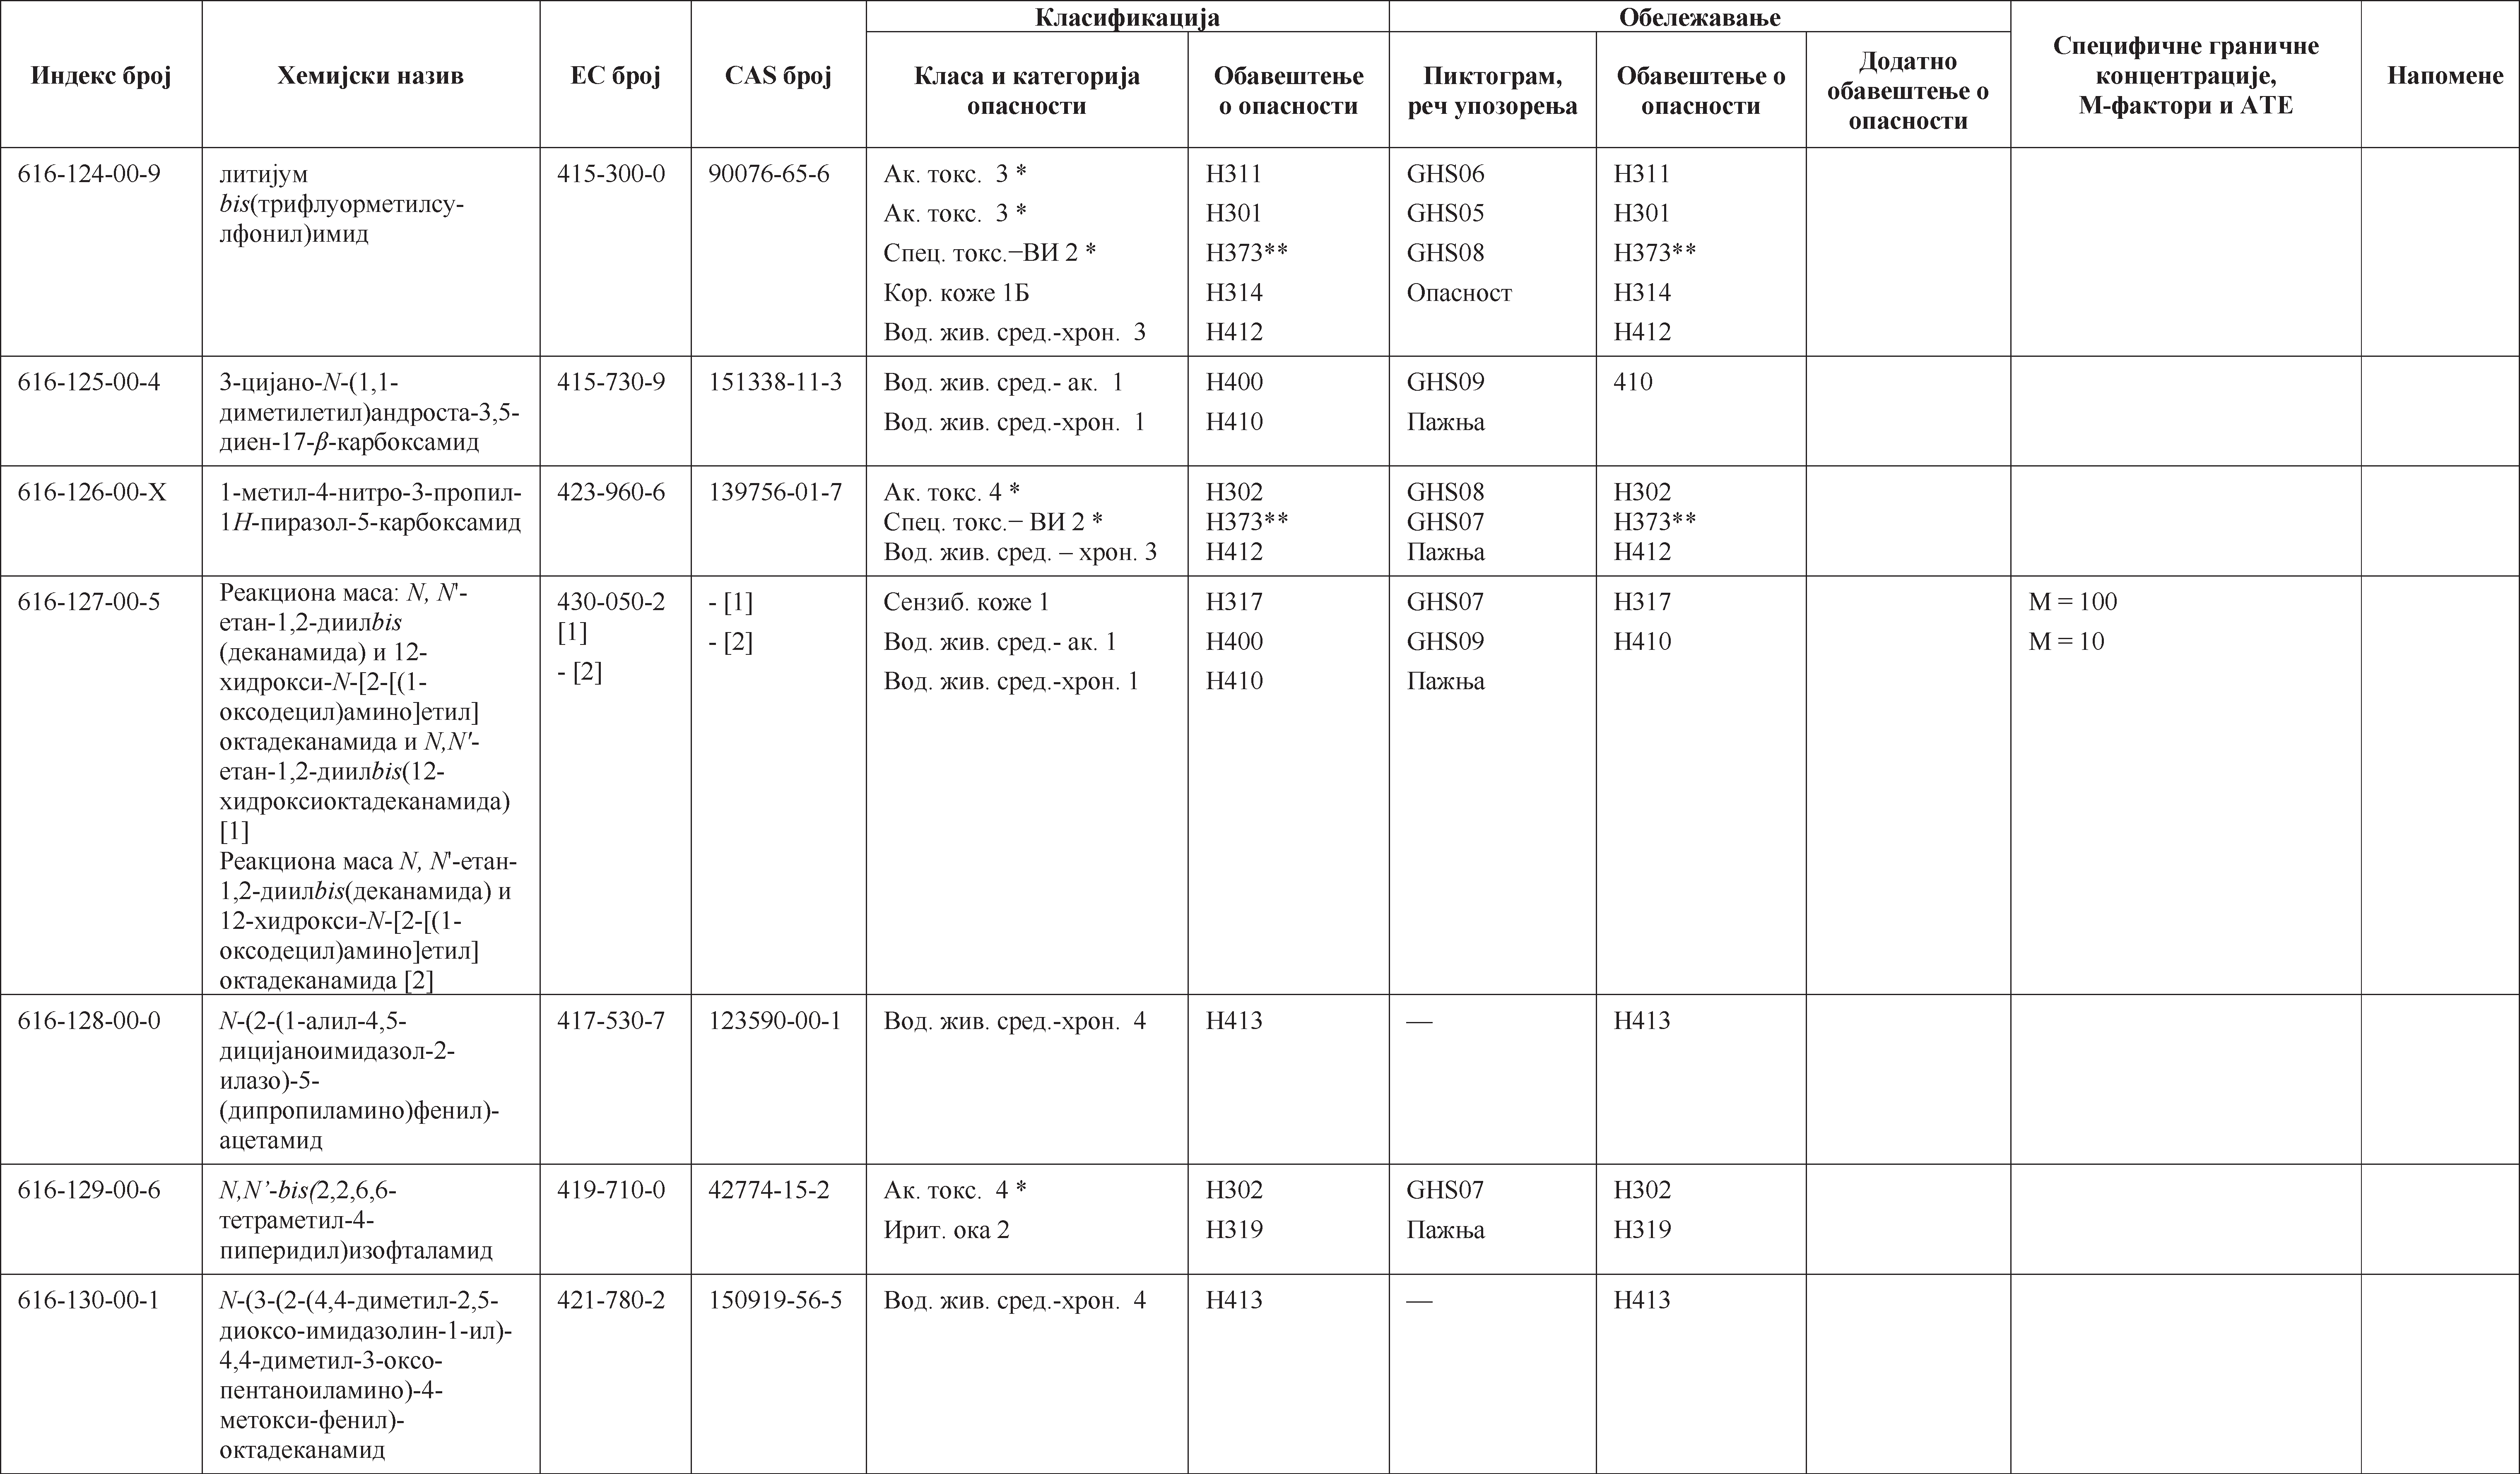 Индекс број
Хемијски назив
ЕС број
CAS број
Класификација
Обележавање
Специфичне граничне
концентрације,
М-фактори и АТЕ
Напомене
Класа и категорија
опасности
Обавештење
о опасности
Пиктограм,
реч упозорења
Обавештење о
опасности
Додатно
обавештење о
опасности
616-124-00-9
литијум
bis(трифлуорметилсу-
лфонил)имид
415-300-0
90076-65-6
Ак. токс.  3 *
Ак. токс.  3 *
Спец. токс.−ВИ 2 *
Кор. коже 1Б
Вод. жив. сред.-хрон.  3
H311
H301
H373**
H314
H412
GHS06
GHS05
GHS08
Опасност
H311
H301
H373**
H314
H412
616-125-00-4
3-цијано-N-(1,1-
диметилетил)андроста-3,5-
диен-17-β-карбоксамид
415-730-9
151338-11-3
Вод. жив. сред.- ак.  1
Вод. жив. сред.-хрон.  1
H400
H410
GHS09
Пажња
410
616-126-00-X
1-метил-4-нитро-3-пропил-
1H-пиразол-5-карбоксамид
423-960-6
139756-01-7
Ак. токс. 4 *
Спец. токс.− ВИ 2 *
Вод. жив. сред. – хрон. 3
H302
H373**
H412
GHS08
GHS07
Пажња
H302
H373**
H412
616-127-00-5
Реакциона маса: N, N'-
етан-1,2-диилbis
(деканамида) и 12-
хидрокси-N-[2-[(1-
оксодецил)амино]етил]
октадеканамида и N,N'-
етан-1,2-диилbis(12-
хидроксиоктадеканамида)
[1]
Реакциона маса N, N'-етан-
1,2-диилbis(деканамида) и
12-хидрокси-N-[2-[(1-
оксодецил)амино]етил]
октадеканамида [2]
430-050-2
[1]
- [2]
- [1]
- [2]
Сензиб. коже 1
Вод. жив. сред.- ак. 1
Вод. жив. сред.-хрон. 1
H317
H400
H410
GHS07
GHS09
Пажња
H317
H410
M = 100
M = 10
616-128-00-0
N-(2-(1-алил-4,5-
дицијаноимидазол-2-
илазо)-5-
(дипропиламино)фенил)-
ацетамид
417-530-7
123590-00-1
Вод. жив. сред.-хрон.  4
H413
—
H413
616-129-00-6
N,N’-bis(2,2,6,6-
тетраметил-4-
пиперидил)изофталамид
419-710-0
42774-15-2
Ак. токс.  4 *
Ирит. ока 2
H302
H319
GHS07
Пажња
H302
H319
616-130-00-1
N-(3-(2-(4,4-диметил-2,5-
диоксо-имидазолин-1-ил)-
4,4-диметил-3-оксо-
пентаноиламино)-4-
метокси-фенил)-
октадеканамид
421-780-2
150919-56-5
Вод. жив. сред.-хрон.  4
H413
—
H413